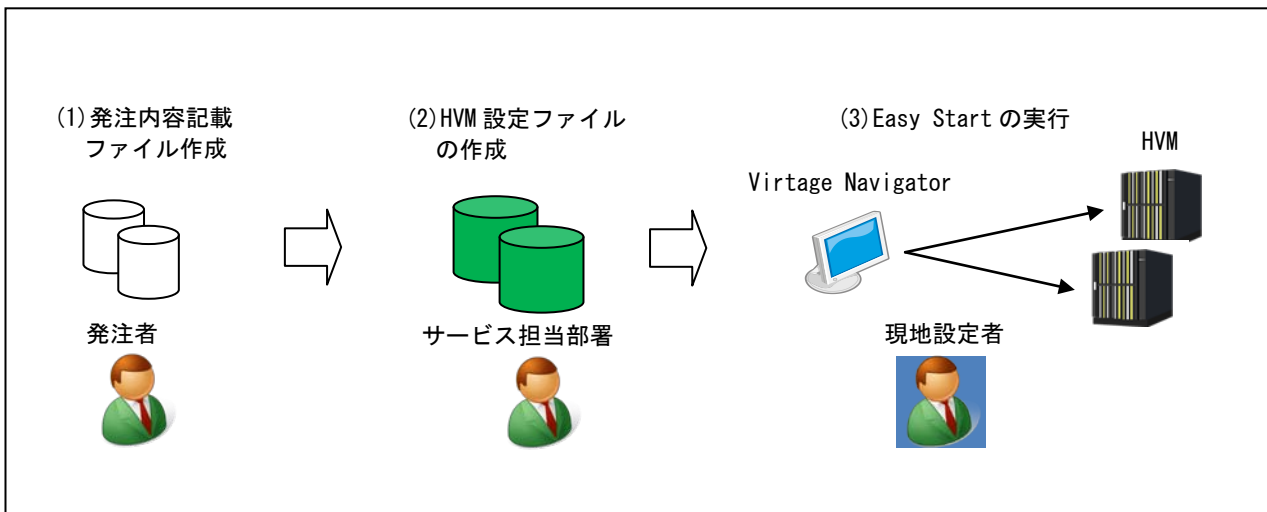 (1)発注内容記載
ファイル作成
(2)HVM 設定ファイル
の作成
(3)Easy Start の実行
HVM
Virtage Navigator
発注者
サービス担当部署
現地設定者